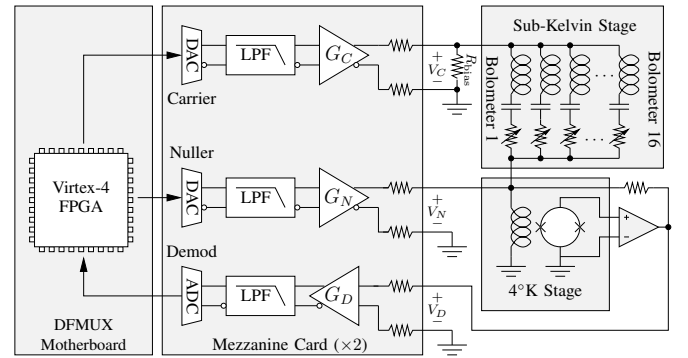 DAC
LPF
G_C
Carrier
+
V_C
−
R_bias
Sub-Kelvin Stage
Bolometer 1
...
...
Bolometer 16
Virtex-4
FPGA
Nuller
DAC
LPF
G_N
+
V_N
−
+
−
4°K Stage
Demod
ADC
LPF
G_D
+
V_D
−
DFMUX
Motherboard
Mezzanine Card (×2)